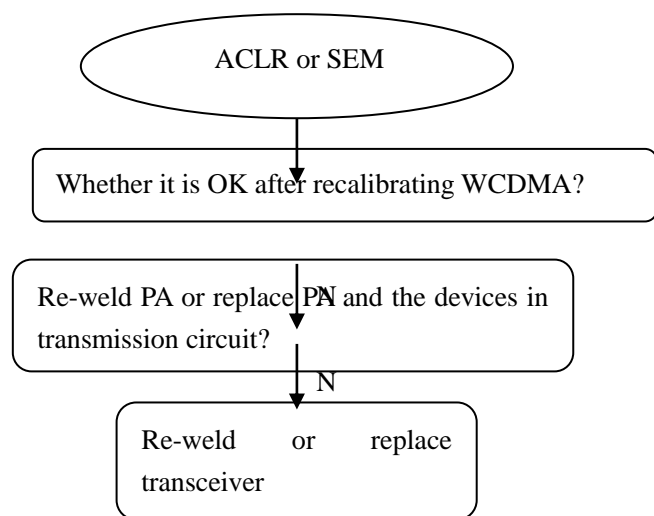 ACLR or SEM
Whether it is OK after recalibrating WCDMA?
Re-weld PA or replace PA and the devices in
transmission circuit?
N
N
Re-weld or replace
transceiver